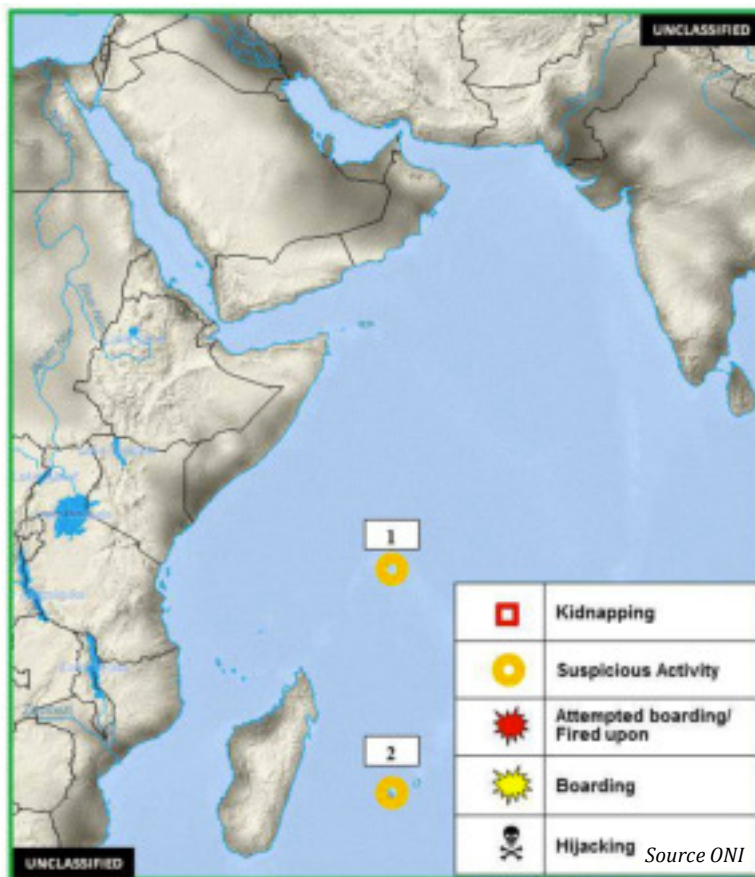 UNCLASSIFIED
1
2
Kidnapping
Suspicious Activity
Attempted boarding/
Fired upon
Boarding
Hijacking
Source ONI
UNCLASSIFIED